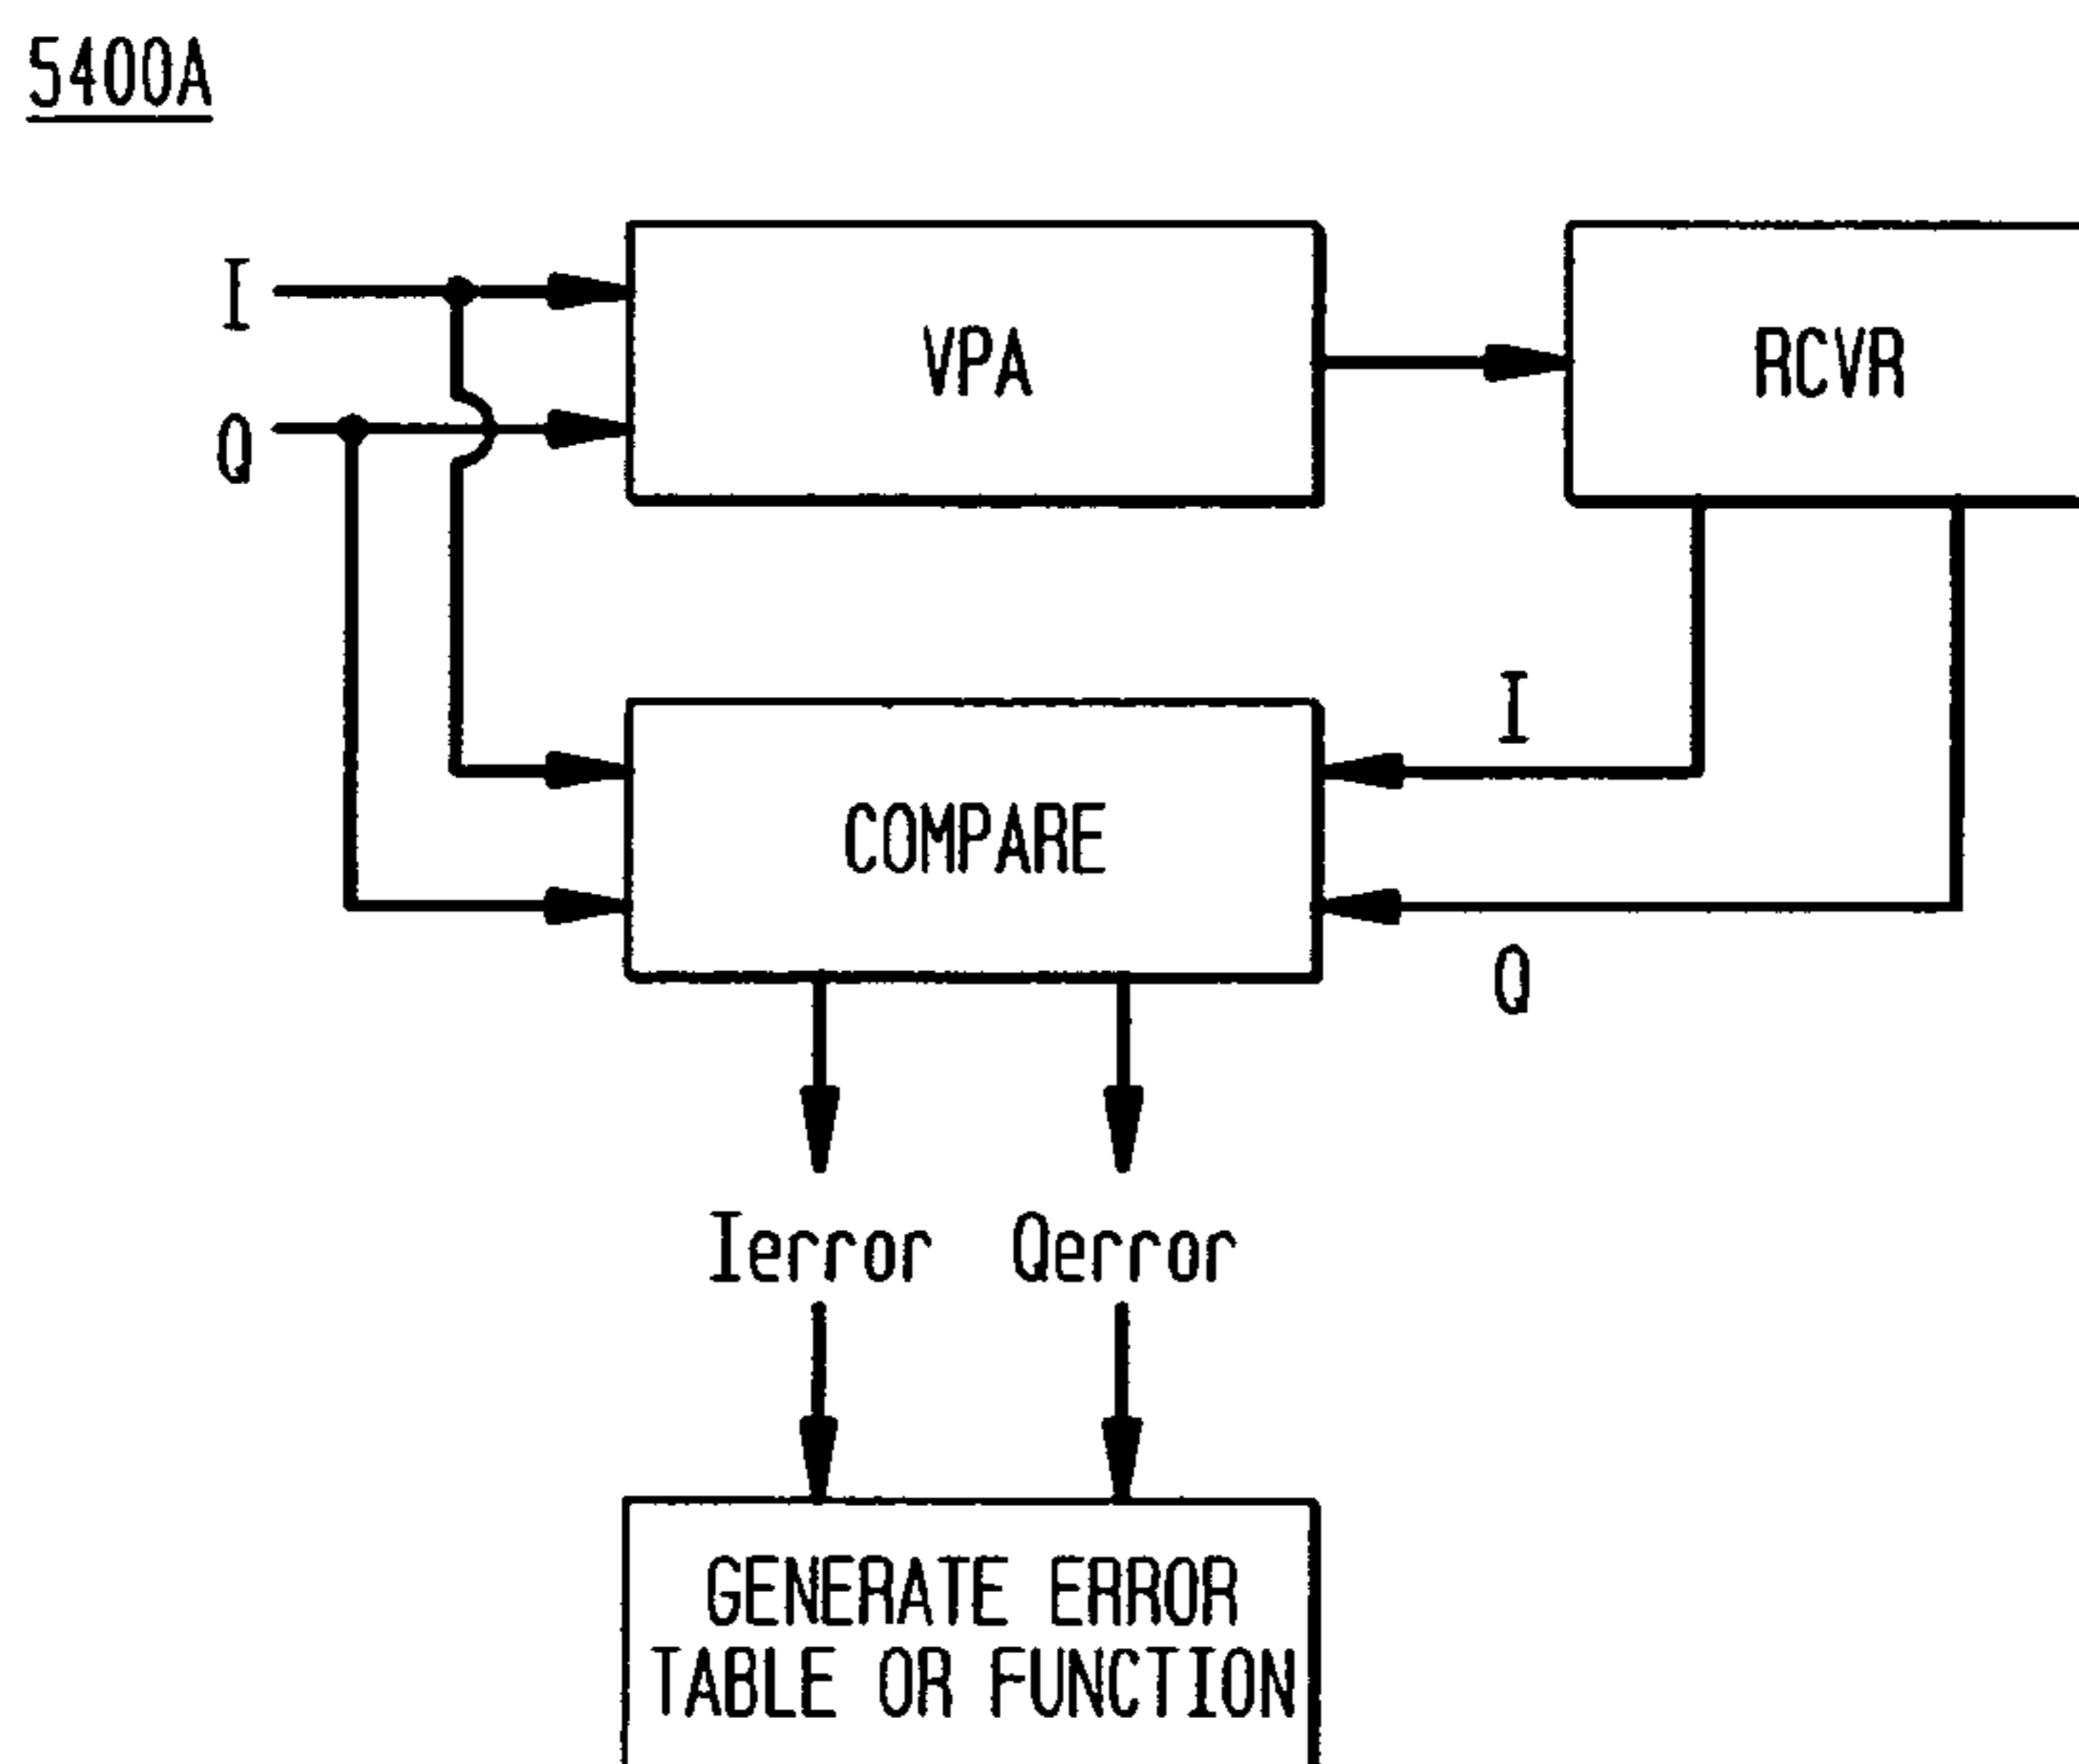 5400A
I
VPA
RCVR
Q
I
COMPARE
Q
Ierror Qerror
GENERATE ERROR
TABLE OR FUNCTION